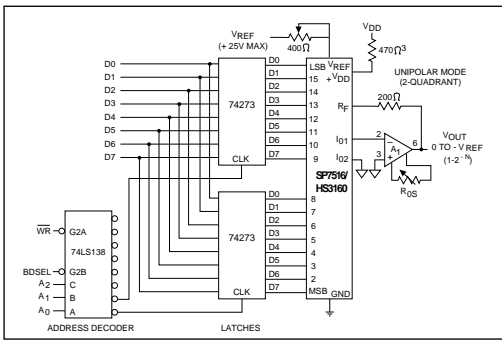 VREF
(+ 25V MAX)
400Ω
VDD
470Ω3
D0
D1
D2
D3
D4
D5
D6
D7
74273
CLK
D0
D1
D2
D3
D4
D5
D6
D7
LSB
15
14
13
12
11
10
9
VREF
+VDD
RF
I01
I02
SP7516/
HS3160
UNIPOLAR MODE
(2-QUADRANT)
200Ω
2
3
A1
6
VOUT
0 TO - VREF
(1-2-N)
R0S
WR
G2A
74LS138
BDSEL
G2B
A2
C
A1
B
A0
A
ADDRESS DECODER
74273
CLK
LATCHES
D0
D1
D2
D3
D4
D5
D6
D7
8
7
6
5
4
3
2
MSB
GND